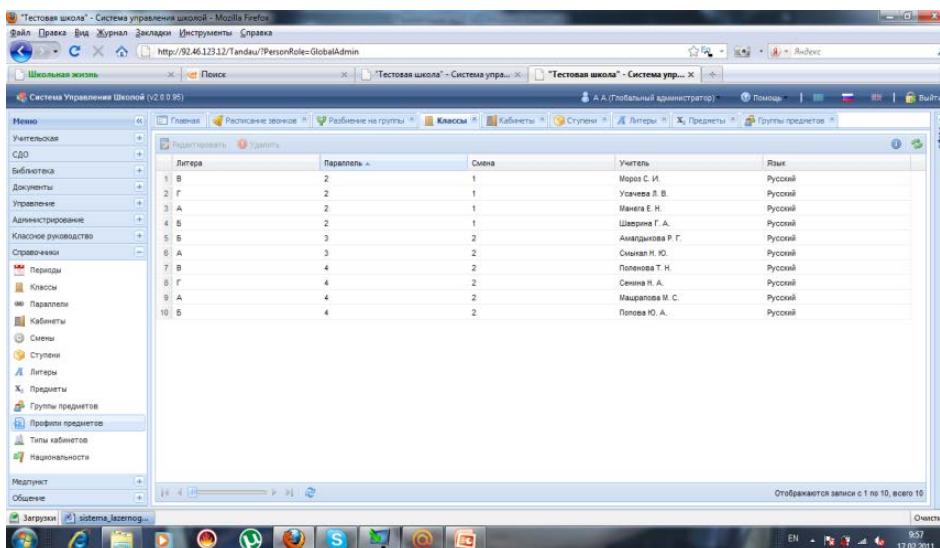 "Тестовая школа" - Система управления школой - Mozilla Firefox
Файл Правка Вид Журнал Закладки Инструменты Справка
http://92.46.123.12/Tandau/?PersonRole=GlobalAdmin
Яндекс
Школьная жизнь
Поиск
"Тестовая школа" - Система упра...
"Тестовая школа" - Система упр...
Система Управления Школой (v2.0.0.95)
А А (Глобальный администратор)
Помощь
Меню
Главная
Расписание звонков
Разбиение на группы
Классы
Кабинеты
Ступени
Литеры
Предметы
Группы предметов
Учительская
СДО
Библиотека
Документы
Управление
Администрирование
Классное руководство
Справочники
Периоды
Классы
Параллели
Кабинеты
Смены
Ступени
Литеры
Предметы
Группы предметов
Профили предметов
Типы кабинетов
Национальности
Медпункт
Общение
Редактировать Удалить
Литера Параллель Смена Учитель Язык
1 В 2 1 Мороз С. И. Русский
2 Г 2 1 Усачева Л. В. Русский
3 А 2 1 Манега Е. Н. Русский
4 Б 2 1 Шаврина Г. А. Русский
5 Б 3 2 Амалдыкова Р. Г. Русский
6 А 3 2 Смыкал Н. Ю. Русский
7 В 4 2 Поленова Т. Н. Русский
8 Г 4 2 Сенина Н. А. Русский
9 А 4 2 Машрапова М. С. Русский
10 Б 4 2 Попова Ю. А. Русский
Отображаются записи с 1 по 10, всего 10
Загрузки
sistema_lazernog...
EN
9:57
17.02.2011